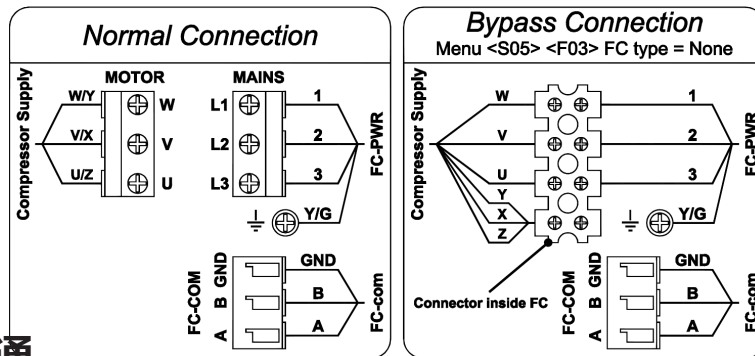 Normal Connection
MOTOR
MAINS
Compressor Supply
W/Y
W
V/X
V
U/Z
U
L1
1
L2
2
L3
3
Y/G
FC-PWR
FC-COM
GND
B
A
GND
B
A
FC-com
Bypass Connection
Menu <S05> <F03> FC type = None
Compressor Supply
W
V
U
Y
X
Z
1
2
3
Y/G
FC-PWR
Connector inside FC
FC-COM
GND
B
A
GND
B
A
FC-com